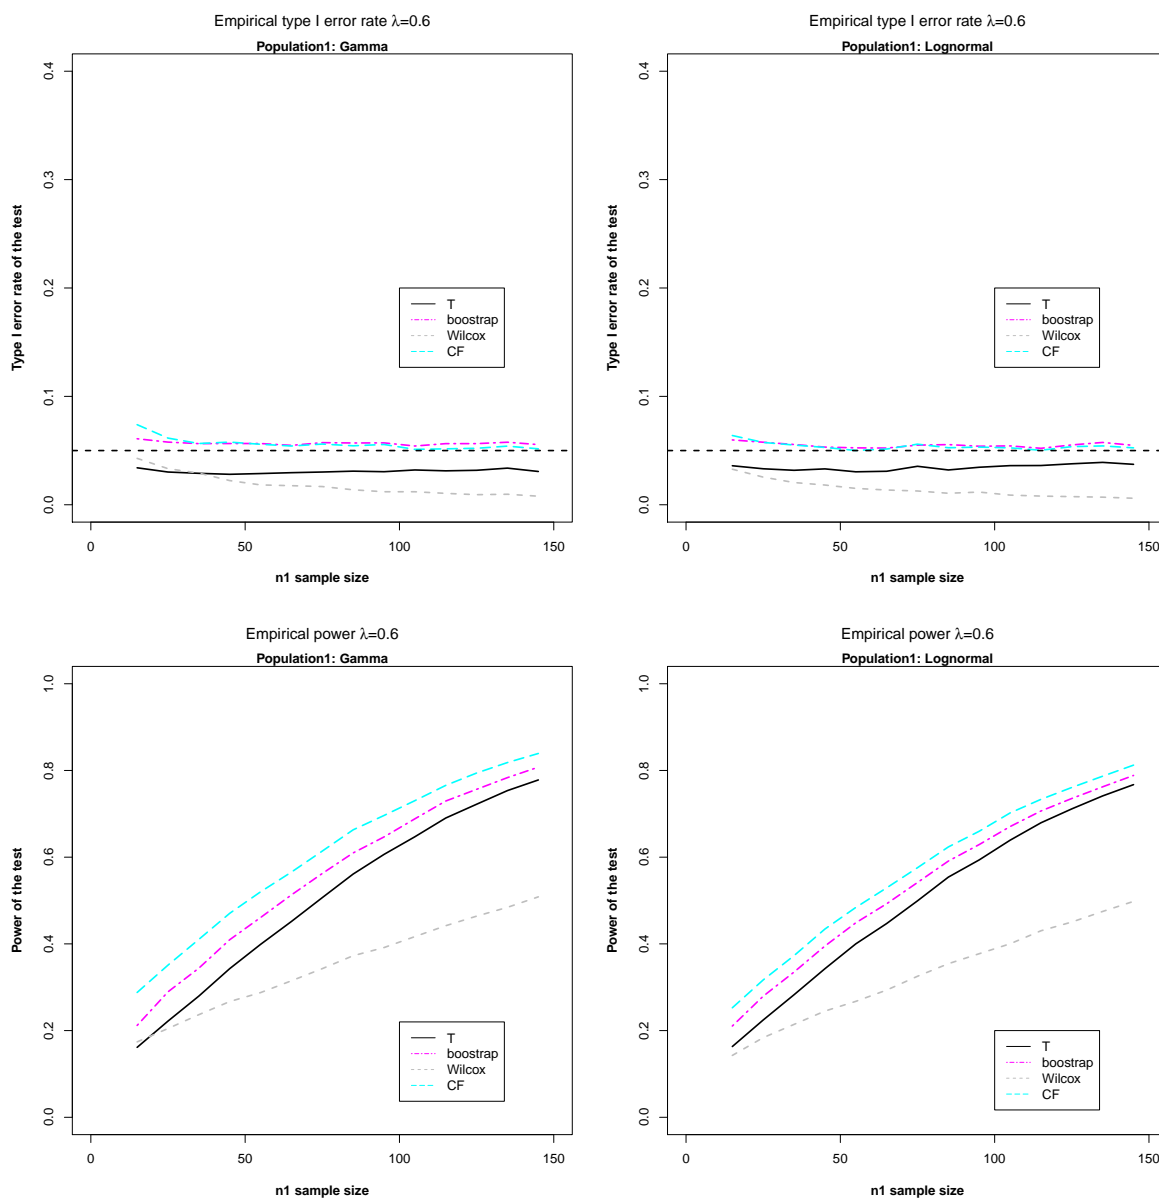 Empirical type I error rate λ=0.6
Population1: Gamma
Type I error rate of the test
0.4
0.3
0.2
0.1
0.0
T
boostrap
Wilcox
CF
0 50 100 150
n1 sample size
Empirical type I error rate λ=0.6
Population1: Lognormal
Type I error rate of the test
0.4
0.3
0.2
0.1
0.0
T
boostrap
Wilcox
CF
0 50 100 150
n1 sample size
Empirical power λ=0.6
Population1: Gamma
Power of the test
1.0
0.8
0.6
0.4
0.2
0.0
T
boostrap
Wilcox
CF
0 50 100 150
n1 sample size
Empirical power λ=0.6
Population1: Lognormal
Power of the test
1.0
0.8
0.6
0.4
0.2
0.0
T
boostrap
Wilcox
CF
0 50 100 150
n1 sample size